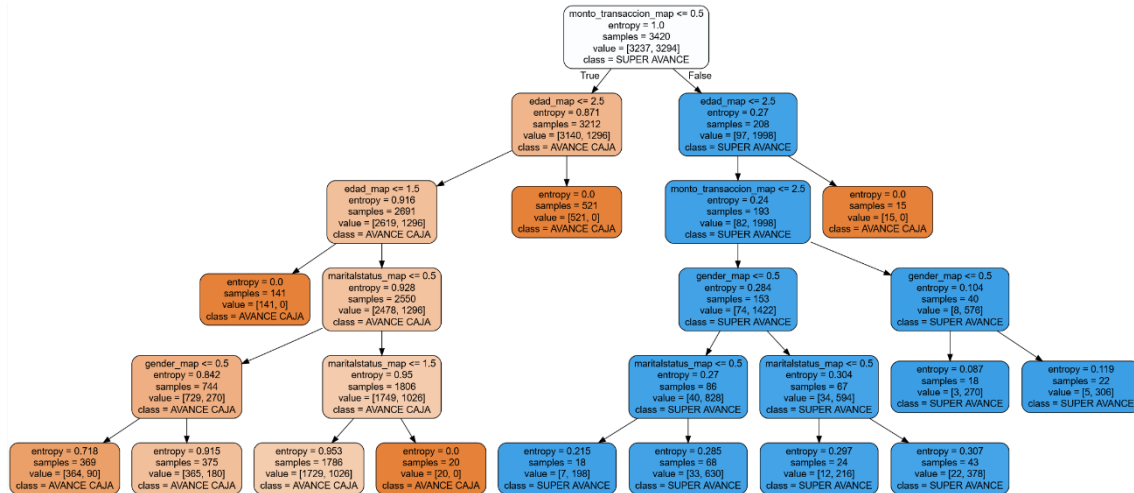 monto_transaccion_map <= 0.5
entropy = 1.0
samples = 3420
value = [3237, 3294]
class = SUPER AVANCE
True
False
edad_map <= 2.5
entropy = 0.871
samples = 3212
value = [3140, 1296]
class = AVANCE CAJA
edad_map <= 2.5
entropy = 0.27
samples = 208
value = [97, 1998]
class = SUPER AVANCE
edad_map <= 1.5
entropy = 0.916
samples = 2691
value = [2619, 1296]
class = AVANCE CAJA
entropy = 0.0
samples = 521
value = [521, 0]
class = AVANCE CAJA
monto_transaccion_map <= 2.5
entropy = 0.24
samples = 193
value = [82, 1998]
class = SUPER AVANCE
entropy = 0.0
samples = 15
value = [15, 0]
class = AVANCE CAJA
entropy = 0.0
samples = 141
value = [141, 0]
class = AVANCE CAJA
maritalstatus_map <= 0.5
entropy = 0.928
samples = 2550
value = [2478, 1296]
class = AVANCE CAJA
gender_map <= 0.5
entropy = 0.284
samples = 153
value = [74, 1422]
class = SUPER AVANCE
gender_map <= 0.5
entropy = 0.104
samples = 40
value = [8, 576]
class = SUPER AVANCE
gender_map <= 0.5
entropy = 0.842
samples = 744
value = [729, 270]
class = AVANCE CAJA
maritalstatus_map <= 1.5
entropy = 0.95
samples = 1806
value = [1749, 1026]
class = AVANCE CAJA
maritalstatus_map <= 0.5
entropy = 0.27
samples = 86
value = [40, 828]
class = SUPER AVANCE
maritalstatus_map <= 0.5
entropy = 0.304
samples = 67
value = [34, 594]
class = SUPER AVANCE
entropy = 0.087
samples = 18
value = [3, 270]
class = SUPER AVANCE
entropy = 0.119
samples = 22
value = [5, 306]
class = SUPER AVANCE
entropy = 0.718
samples = 369
value = [364, 90]
class = AVANCE CAJA
entropy = 0.915
samples = 375
value = [365, 180]
class = AVANCE CAJA
entropy = 0.953
samples = 1786
value = [1729, 1026]
class = AVANCE CAJA
entropy = 0.0
samples = 20
value = [20, 0]
class = AVANCE CAJA
entropy = 0.215
samples = 18
value = [7, 198]
class = SUPER AVANCE
entropy = 0.285
samples = 68
value = [33, 630]
class = SUPER AVANCE
entropy = 0.297
samples = 24
value = [12, 216]
class = SUPER AVANCE
entropy = 0.307
samples = 43
value = [22, 378]
class = SUPER AVANCE